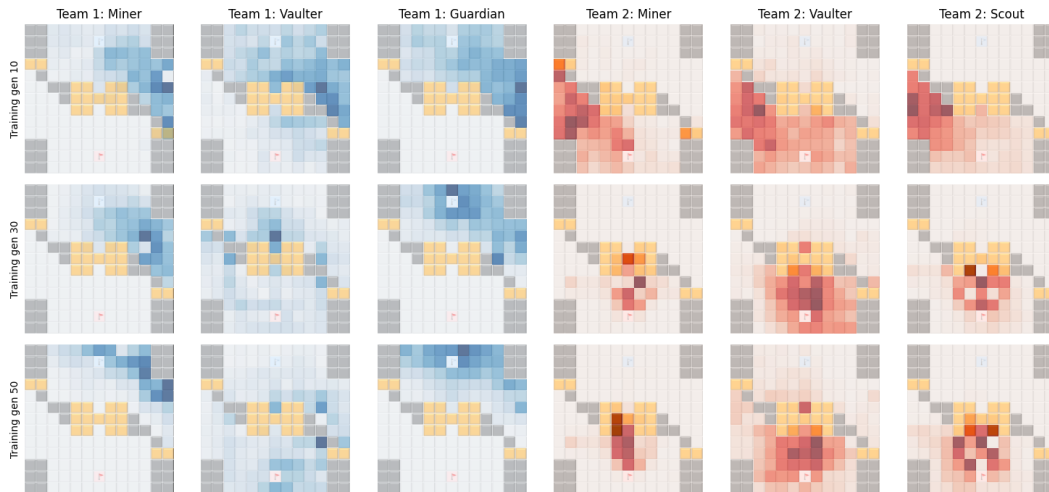 Team 1: Miner
Team 1: Vaulter
Team 1: Guardian
Team 2: Miner
Team 2: Vaulter
Team 2: Scout
Training gen 10
Training gen 30
Training gen 50